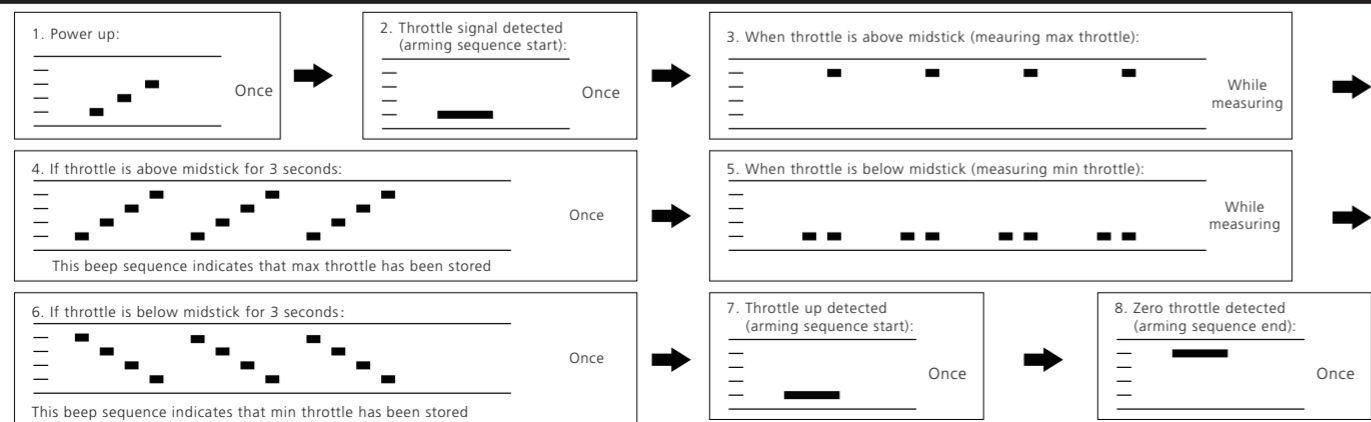 1. Power up:
Once
2. Throttle signal detected
(arming sequence start):
Once
3. When throttle is above midstick (meauring max throttle):
While
measuring
4. If throttle is above midstick for 3 seconds:
Once
This beep sequence indicates that max throttle has been stored
5. When throttle is below midstick (measuring min throttle):
While
measuring
6. If throttle is below midstick for 3 seconds:
Once
This beep sequence indicates that min throttle has been stored
7. Throttle up detected
(arming sequence start):
Once
8. Zero throttle detected
(arming sequence end):
Once